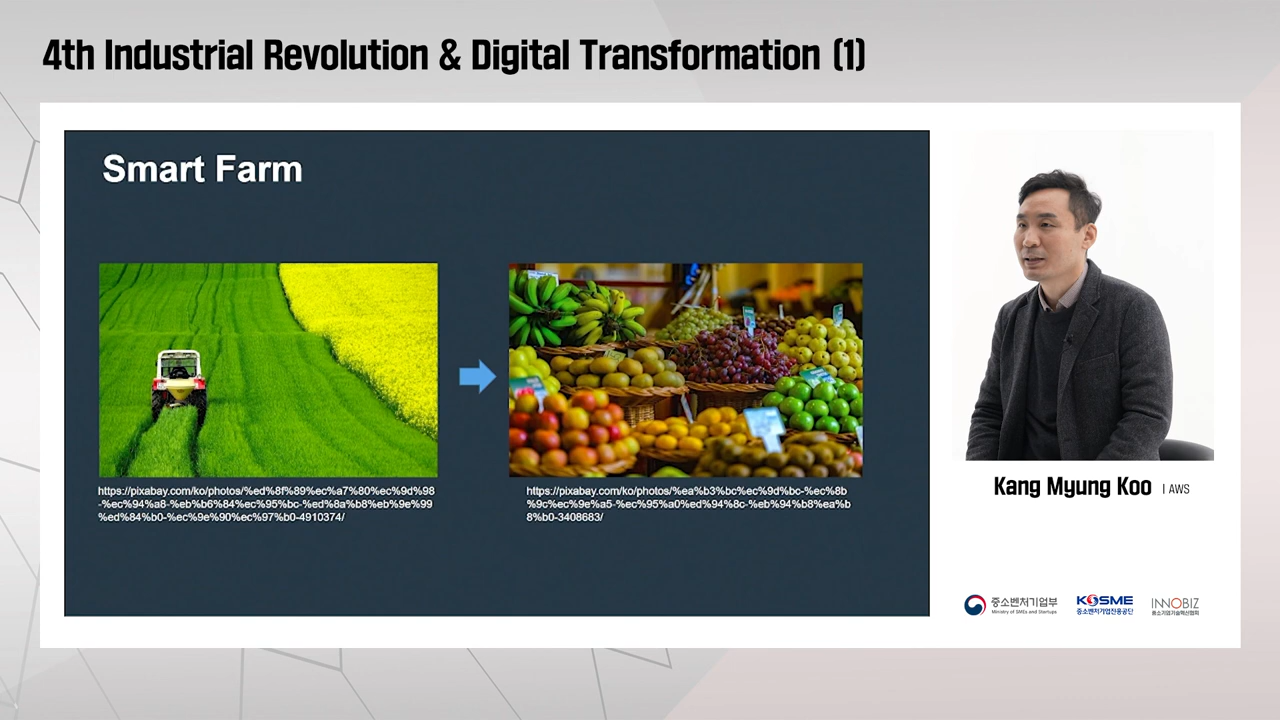 4th Industrial Revolution & Digital Transformation (1)
Smart Farm
https://pixabay.com/ko/photos/%ed%8f%89%ec%a7%80%ec%9d%98
-%ec%94%a8-%eb%b6%84%ec%95%bc-%ed%8a%b8%eb%9e%99
%ed%84%b0-%ec%9e%90%ec%97%b0-4910374/
https://pixabay.com/ko/photos/%ea%b3%bc%ec%9d%bc-%ec%8b
%9c%ec%9e%a5-%ec%95%a0%ed%94%8c-%eb%94%b8%ea%b
8%b0-3408683/
Kang Myung Koo | AWS
중소벤처기업부
Ministry of SMEs and Startups
KOSME
중소벤처기업진흥공단
INNOBIZ
중소기업기술혁신협회